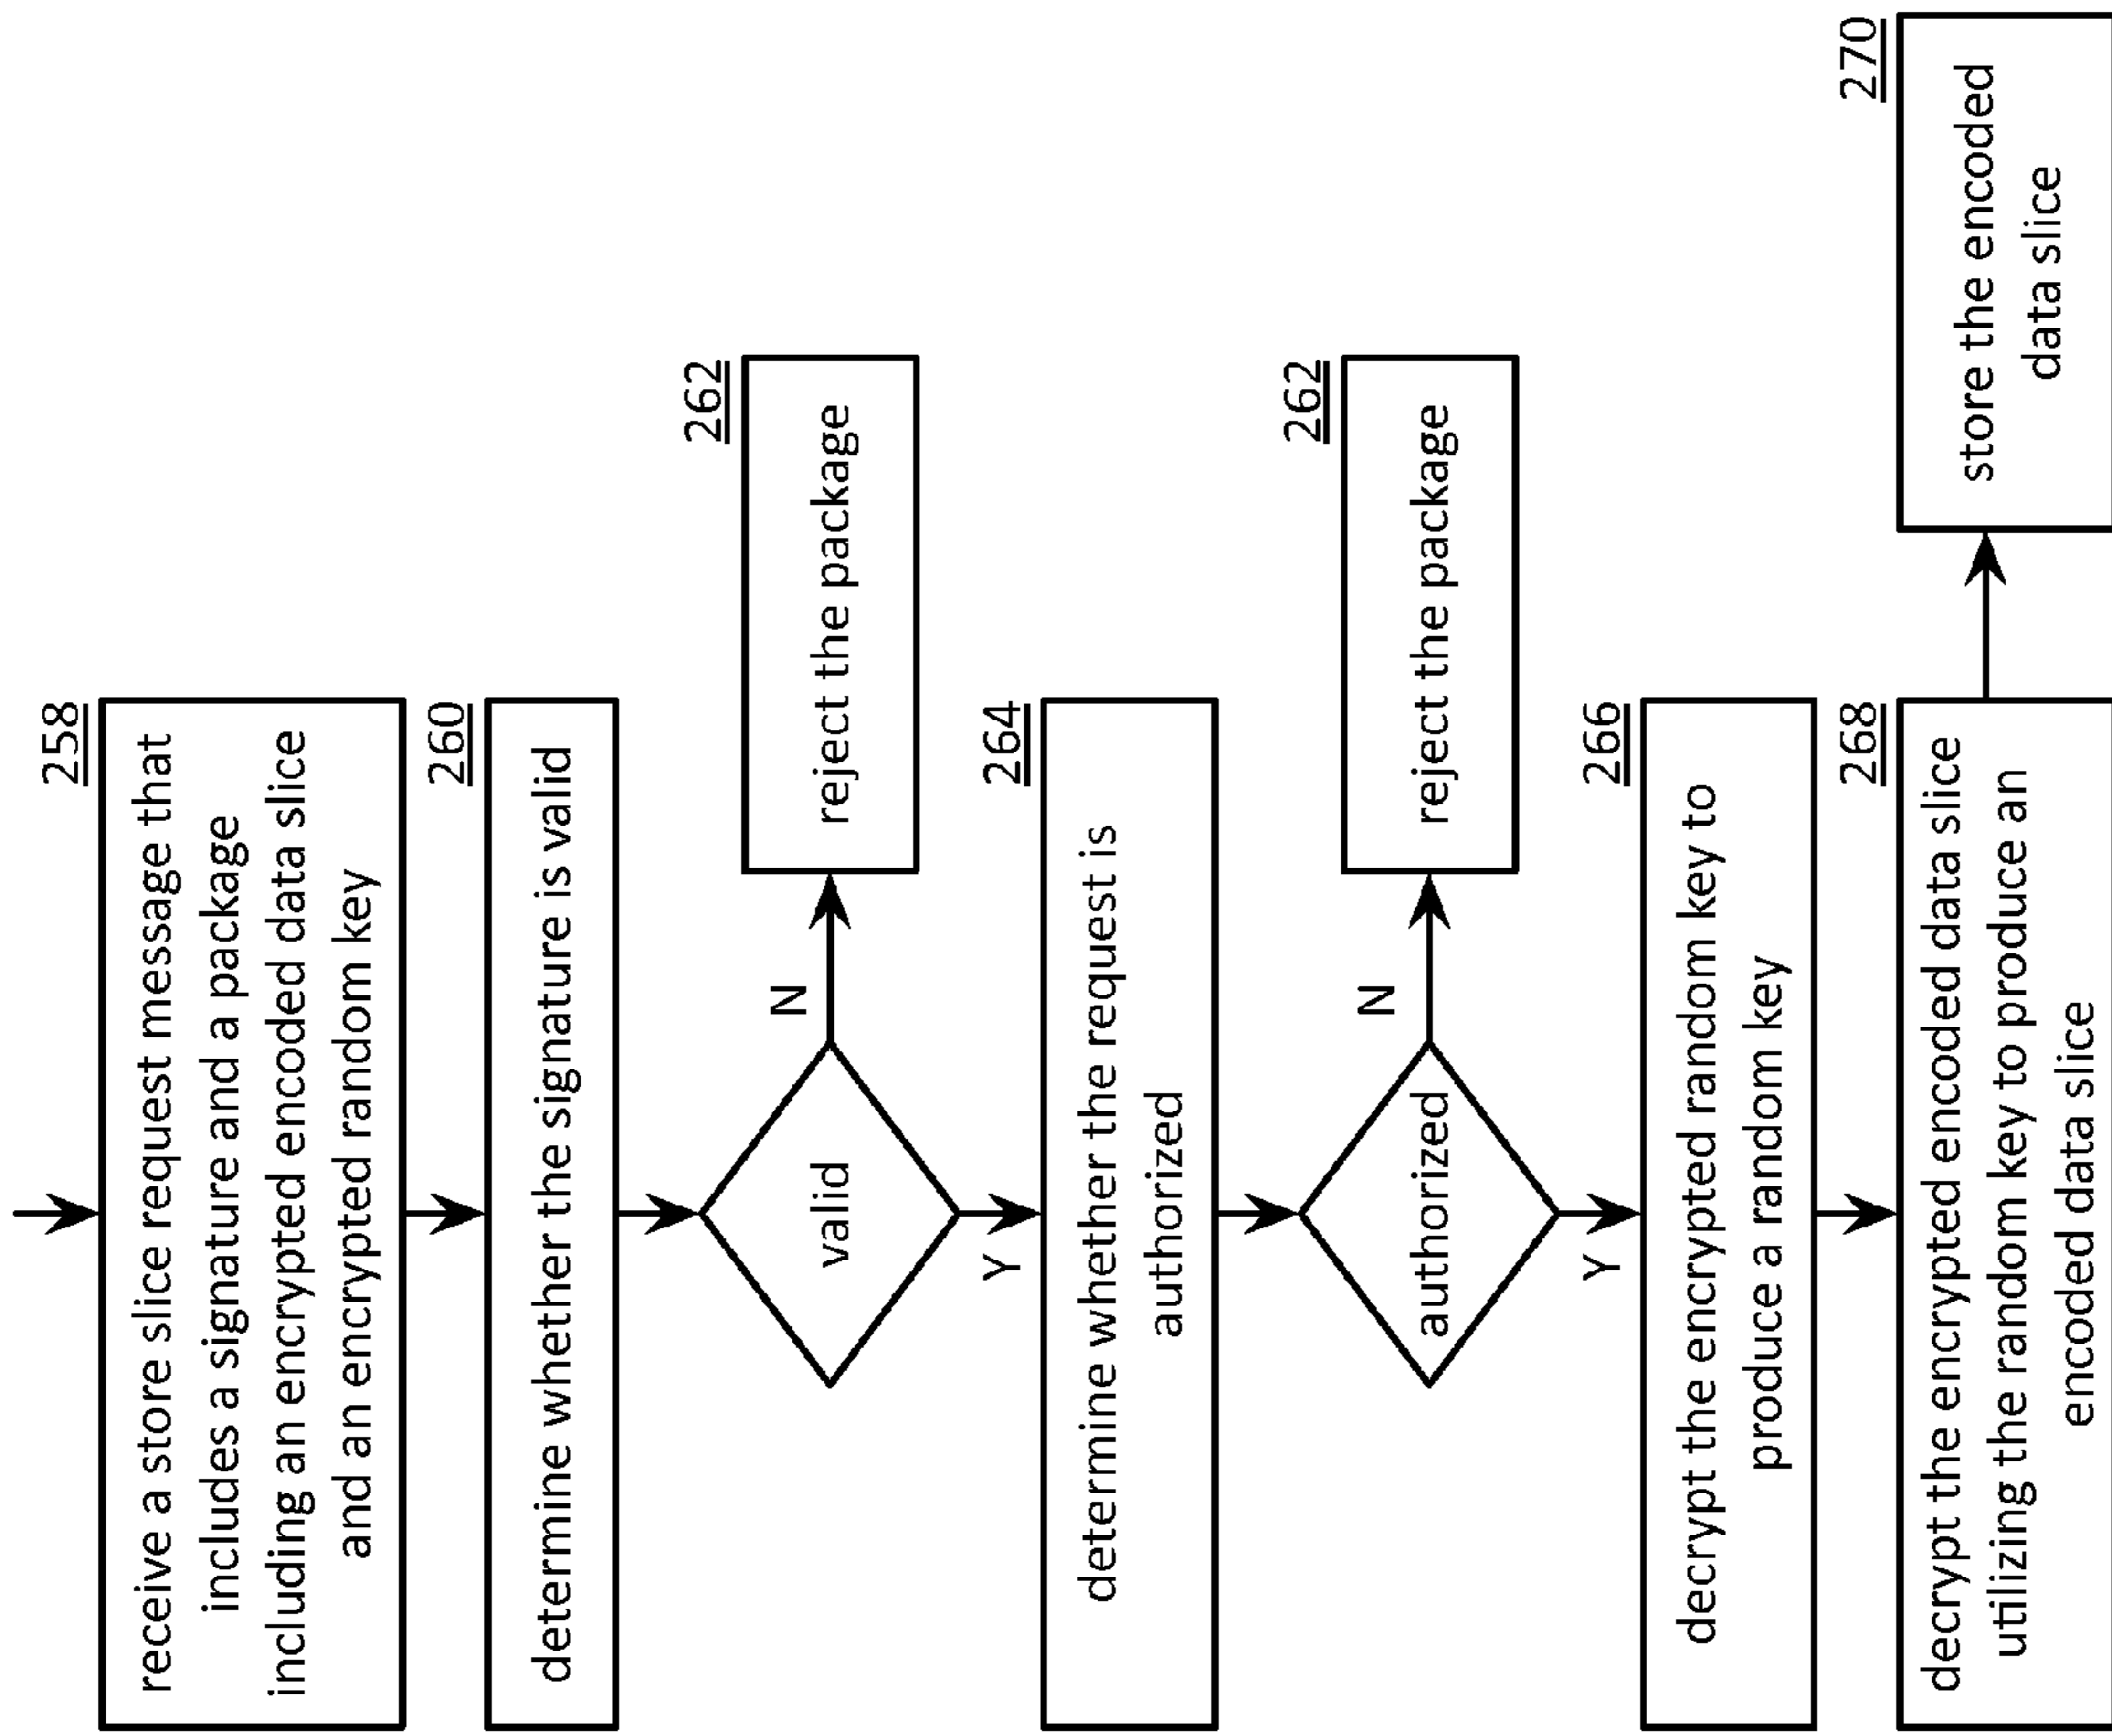 258
receive a store slice request message that
includes a signature and a package
including an encrypted encoded data slice
and an encrypted random key
260
determine whether the signature is valid
valid
N
262
reject the package
Y
264
determine whether the request is
authorized
authorized
N
262
reject the package
Y
266
decrypt the encrypted random key to
produce a random key
268
decrypt the encrypted encoded data slice
utilizing the random key to produce an
encoded data slice
270
store the encoded
data slice